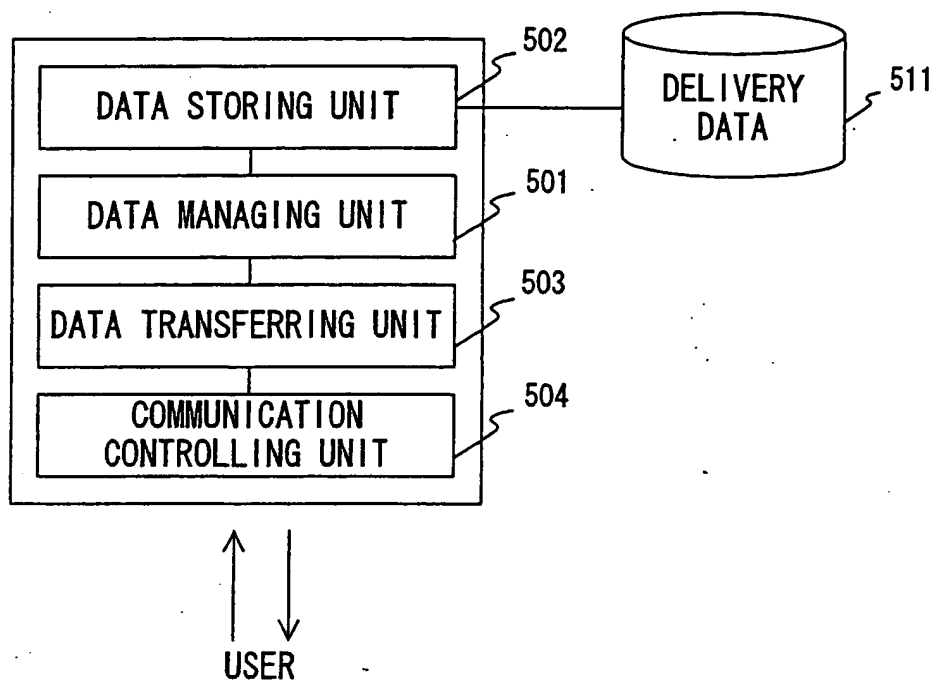 502
DATA STORING UNIT
DELIVERY
DATA
511
501
DATA MANAGING UNIT
503
DATA TRANSFERRING UNIT
504
COMMUNICATION
CONTROLLING UNIT
USER